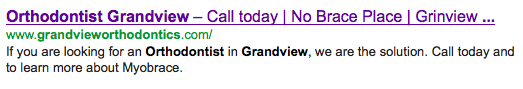 Orthodontist Grandview – Call today | No Brace Place | Grinview ...
www.grandvieworthodontics.com/
If you are looking for an Orthodontist in Grandview, we are the solution. Call today and
to learn more about Myobrace.